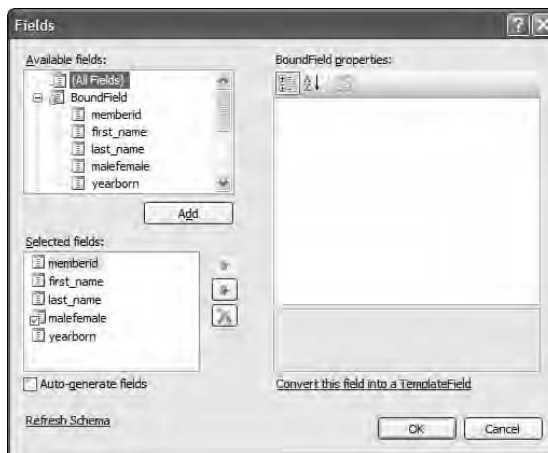 Fields
Available fields:
(All Fields)
BoundField
memberid
first_name
last_name
malefemale
yearborn
Add
Selected fields:
memberid
first_name
last_name
malefemale
yearborn
Auto-generate fields
Refresh Schema
BoundField properties:
Convert this field into a TemplateField
OK
Cancel